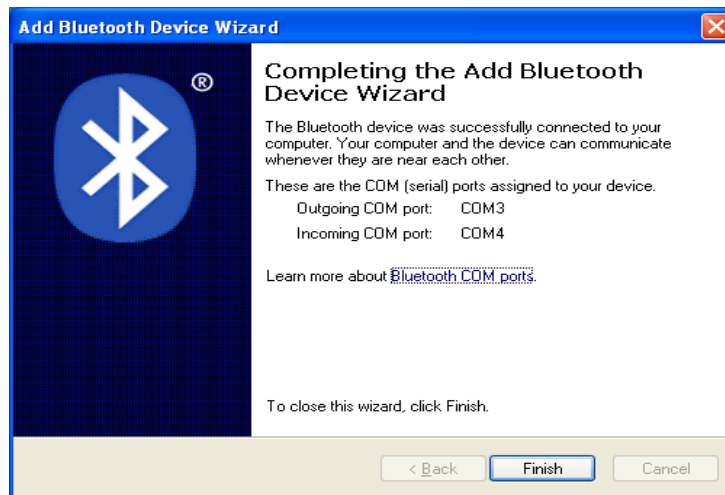 Add Bluetooth Device Wizard
®
Completing the Add Bluetooth
Device Wizard
The Bluetooth device was successfully connected to your
computer. Your computer and the device can communicate
whenever they are near each other.
These are the COM (serial) ports assigned to your device.
Outgoing COM port: COM3
Incoming COM port: COM4
Learn more about Bluetooth COM ports.
To close this wizard, click Finish.
< Back Finish Cancel